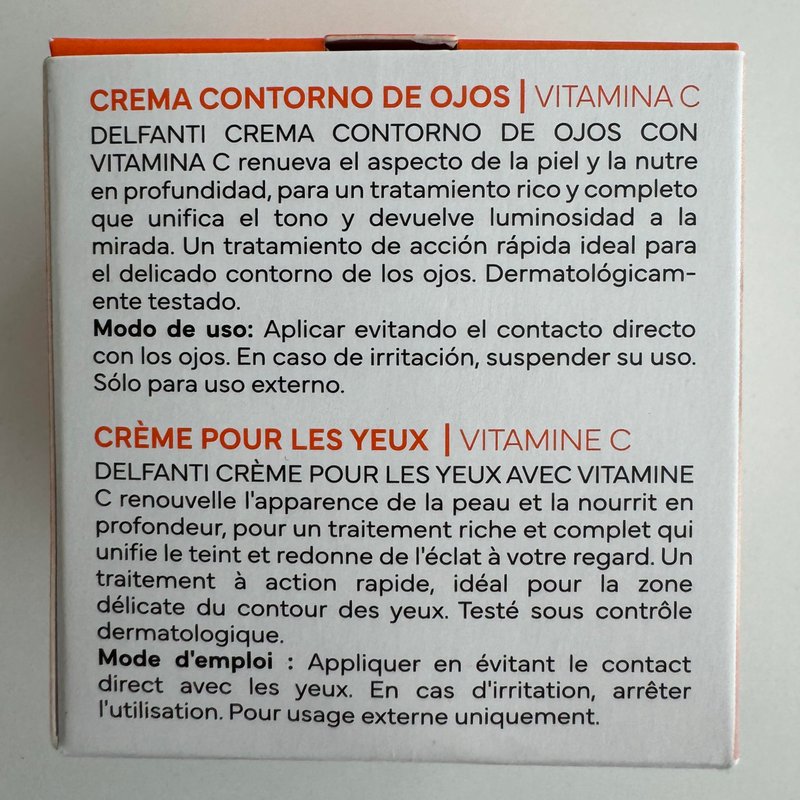 CREMA CONTORNO DE OJOS | VITAMINA C
DELFANTI CREMA CONTORNO DE OJOS CON
VITAMINA C renueva el aspecto de la piel y la nutre
en profundidad, para un tratamiento rico y completo
que unifica el tono y devuelve luminosidad a la
mirada. Un tratamiento de acción rápida ideal para
el delicado contorno de los ojos. Dermatológicam-
ente testado.
Modo de uso: Aplicar evitando el contacto directo
con los ojos. En caso de irritación, suspender su uso.
Sólo para uso externo.
CRÈME POUR LES YEUX | VITAMINE C
DELFANTI CRÈME POUR LES YEUX AVEC VITAMINE
C renouvelle l'apparence de la peau et la nourrit en
profondeur, pour un traitement riche et complet qui
unifie le teint et redonne de l'éclat à votre regard. Un
traitement à action rapide, idéal pour la zone
délicate du contour des yeux. Testé sous contrôle
dermatologique.
Mode d'emploi : Appliquer en évitant le contact
direct avec les yeux. En cas d'irritation, arrêter
l'utilisation. Pour usage externe uniquement.